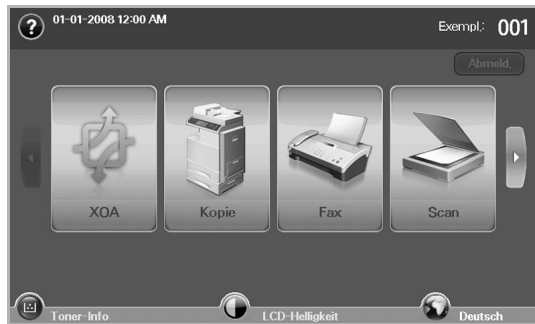 ? 01-01-2008 12:00 AM Exempl.: 001
Abmeld.
XOA Kopie Fax Scan
Toner-Info LCD-Helligkeit Deutsch